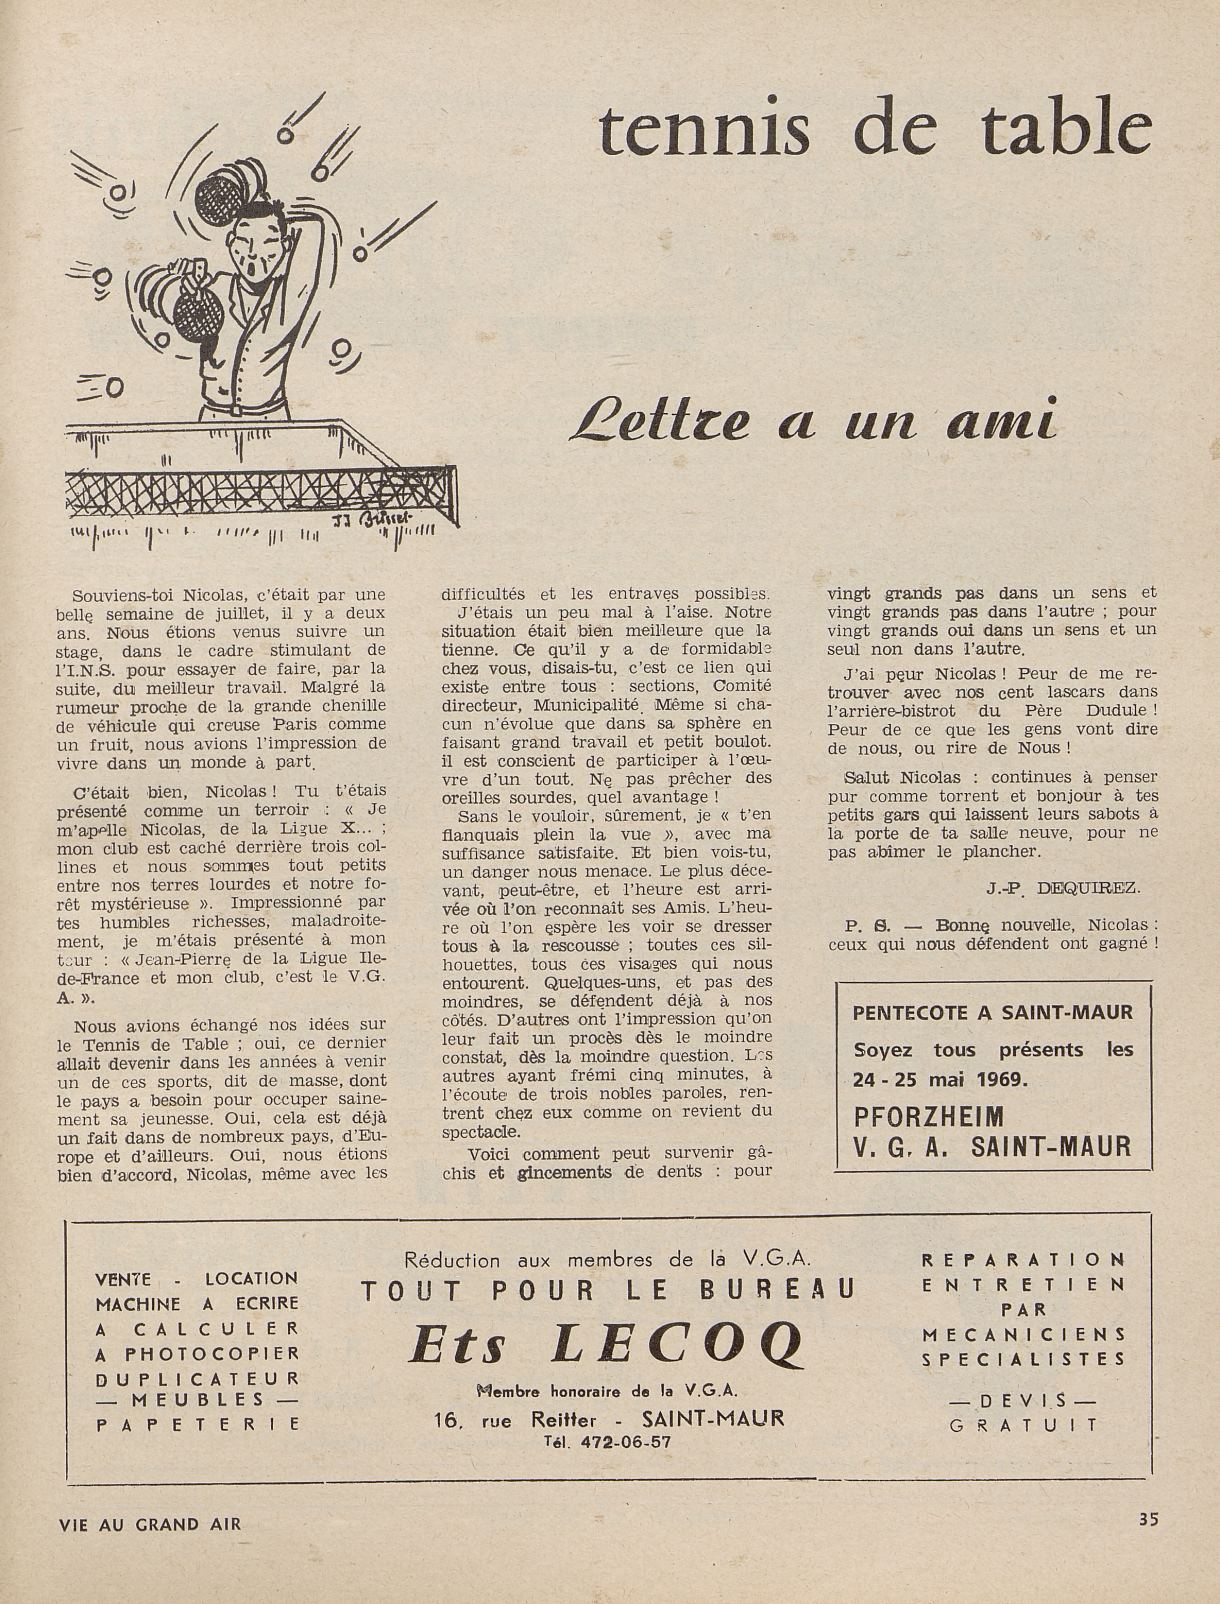 tennis de table
JJ Brisset
Lettre a un ami
Souviens-toi Nicolas, c'était par une
belle semaine de juillet, il y a deux
ans. Nous étions venus suivre un
stage, dans le cadre stimulant de
l'I.N.S. pour essayer de faire, par la
suite, du meilleur travail. Malgré la
rumeur proche de la grande chenille
de véhicule qui creuse Paris comme
un fruit, nous avions l'impression de
vivre dans un monde à part.
C'était bien, Nicolas ! Tu t'étais
présenté comme un terroir : « Je
m'apelle Nicolas, de la Ligue X... ;
mon club est caché derrière trois col-
lines et nous sommes tout petits
entre nos terres lourdes et notre fo-
rêt mystérieuse ». Impressionné par
tes humbles richesses, maladroite-
ment, je m'étais présenté à mon
tour : « Jean-Pierre de la Ligue Ile-
de-France et mon club, c'est le V.G.
A. ».
Nous avions échangé nos idées sur
le Tennis de Table ; oui, ce dernier
allait devenir dans les années à venir
un de ces sports, dit de masse, dont
le pays a besoin pour occuper saine-
ment sa jeunesse. Oui, cela est déjà
un fait dans de nombreux pays, d'Eu-
rope et d'ailleurs. Oui, nous étions
bien d'accord, Nicolas, même avec les
difficultés et les entraves possibles.
J'étais un peu mal à l'aise. Notre
situation était bien meilleure que la
tienne. Ce qu'il y a de formidable
chez vous, disais-tu, c'est ce lien qui
existe entre tous : sections, Comité
directeur, Municipalité. Même si cha-
cun n'évolue que dans sa sphère en
faisant grand travail et petit boulot.
il est conscient de participer à l'œu-
vre d'un tout. Ne pas prêcher des
oreilles sourdes, quel avantage !
Sans le vouloir, sûrement, je « t'en
flanquais plein la vue », avec ma
suffisance satisfaite. Et bien vois-tu,
un danger nous menace. Le plus déce-
vant, peut-être, et l'heure est arri-
vée où l'on reconnait ses Amis. L'heu-
re où l'on espère les voir se dresser
tous à la rescousse ; toutes ces sil-
houettes, tous ces visages qui nous
entourent. Quelques-uns, et pas des
moindres, se défendent déjà à nos
côtés. D'autres ont l'impression qu'on
leur fait un procès dès le moindre
constat, dès la moindre question. Les
autres ayant frémi cinq minutes, à
l'écoute de trois nobles paroles, ren-
trent chez eux comme on revient du
spectacle.
Voici comment peut survenir gâ-
chis et gincements de dents : pour
vingt grands pas dans un sens et
vingt grands pas dans l'autre ; pour
vingt grands oui dans un sens et un
seul non dans l'autre.
J'ai peur Nicolas ! Peur de me re-
trouver avec nos cent lascars dans
l'arrière-bistrot du Père Dudule !
Peur de ce que les gens vont dire
de nous, ou rire de Nous !
Salut Nicolas : continues à penser
pur comme torrent et bonjour à tes
petits gars qui laissent leurs sabots à
la porte de ta salle neuve, pour ne
pas abîmer le plancher.
J.-P. DEQUIREZ.
P. S. — Bonne nouvelle, Nicolas :
ceux qui nous défendent ont gagné !
PENTECOTE A SAINT-MAUR
Soyez tous présents les
24 - 25 mai 1969.
PFORZHEIM
V. G. A. SAINT-MAUR
VENTE - LOCATION
MACHINE A ECRIRE
A CALCULER
A PHOTOCOPIER
DUPLICATEUR
— MEUBLES —
PAPETERIE
Réduction aux membres de la V.G.A.
TOUT POUR LE BUREAU
Ets LECOQ
Membre honoraire de la V.G.A.
16, rue Reitter - SAINT-MAUR
Tél. 472-06-57
REPARATION
ENTRETIEN
PAR
MECANICIENS
SPECIALISTES
— DEVIS —
GRATUIT
VIE AU GRAND AIR
35